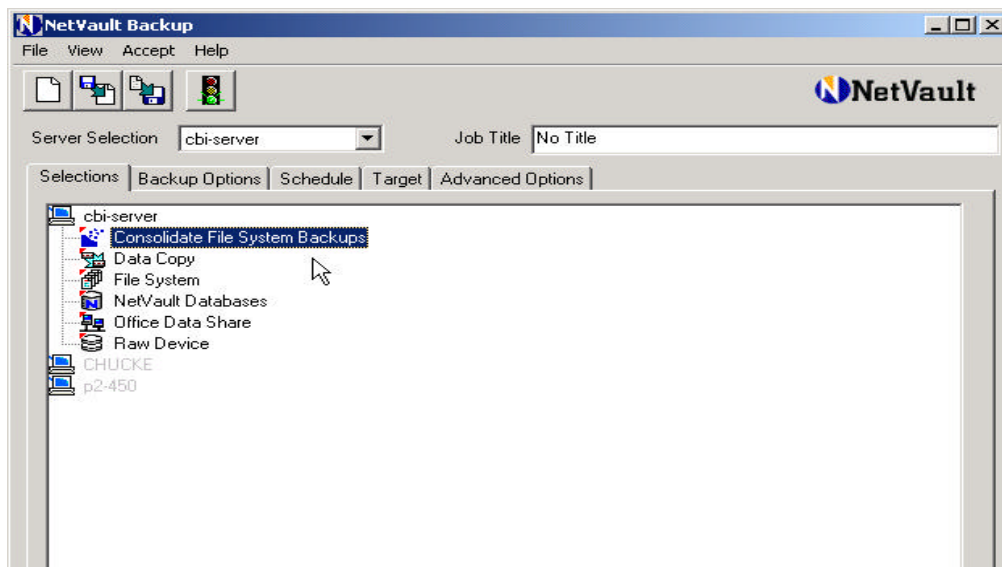 NetVault Backup
File View Accept Help
NetVault
Server Selection cbi-server Job Title No Title
Selections Backup Options Schedule Target Advanced Options
cbi-server
Consolidate File System Backups
Data Copy
File System
NetVault Databases
Office Data Share
Raw Device
CHUCKE
p2-450